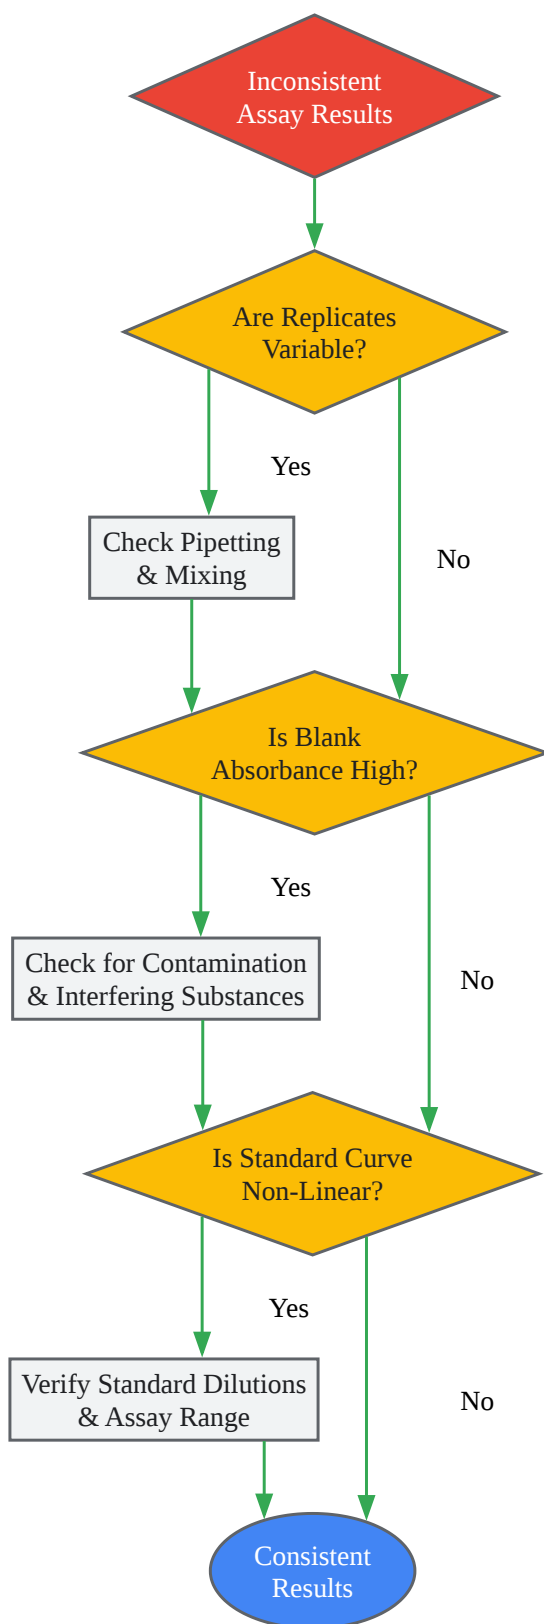 Inconsistent
Assay Results
Are Replicates
Variable?
Yes
Check Pipetting
& Mixing
No
Is Blank
Absorbance High?
Yes
Check for Contamination
& Interfering Substances
No
Is Standard Curve
Non-Linear?
Yes
Verify Standard Dilutions
& Assay Range
No
Consistent
Results